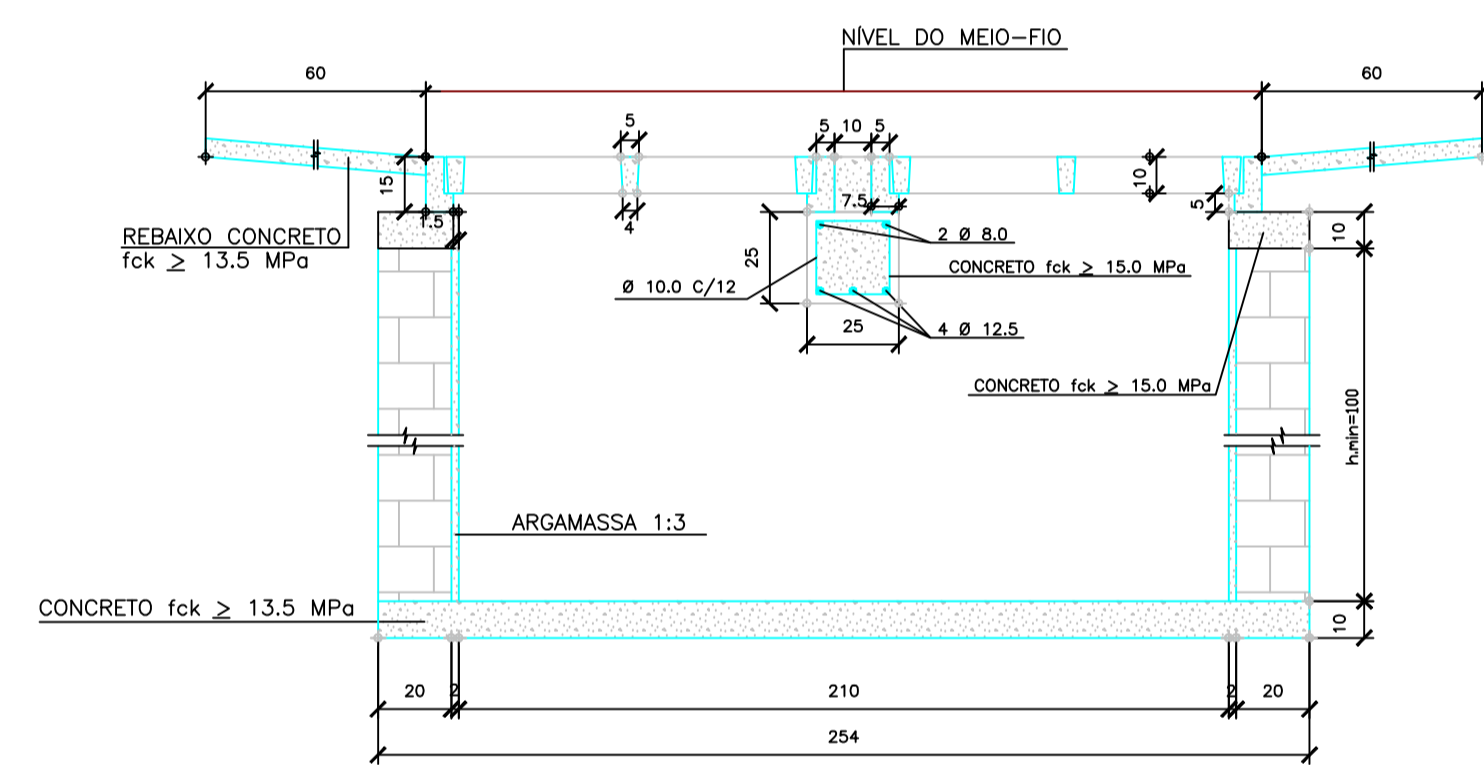 NÍVEL DO MEIO-FIO
60
60
5
5 10 5
15
10
7.5
1.5
5
4
REBAIXO CONCRETO
fck ≥ 13.5 MPa
2 Ø 8.0
10
25
CONCRETO fck ≥ 15.0 MPa
Ø 10.0 C/12
25
4 Ø 12.5
CONCRETO fck ≥ 15.0 MPa
h.min=100
ARGAMASSA 1:3
CONCRETO fck ≥ 13.5 MPa
10
20 2 210 2 20
254